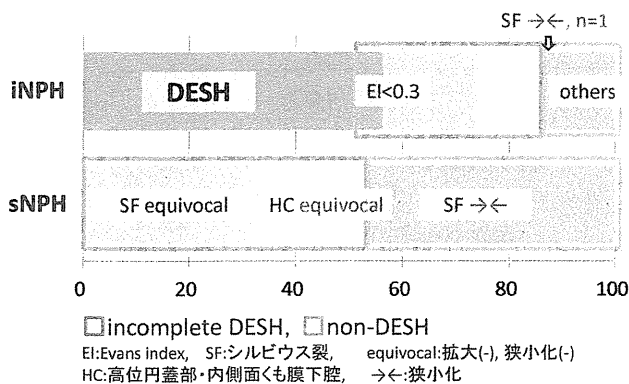 SF →←, n=1
iNPH DESH EI<0.3 others
sNPH SF equivocal HC equivocal SF →←
0 20 40 60 80 100
□incomplete DESH, □non-DESH
EI:Evans index, SF:シルビウス裂, equivocal:拡大(-), 狭小化(-)
HC:高位円蓋部・内側面くも膜下腔, →←:狭小化